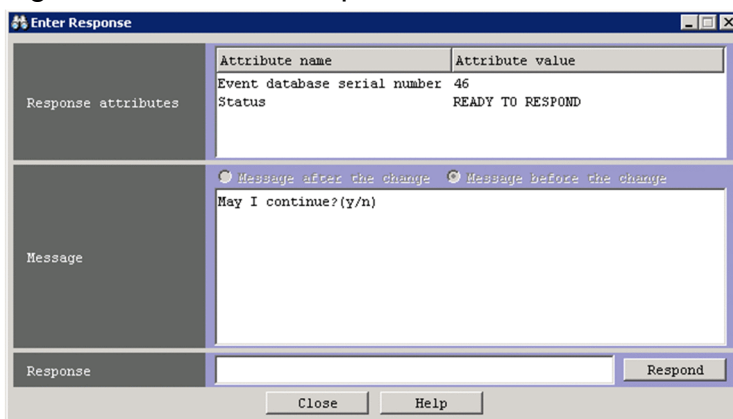 Enter Response
Attribute name Attribute value
Event database serial number 46
Status READY TO RESPOND
Response attributes
Message after the change Message before the change
May I continue?(y/n)
Message
Response Respond
Close Help